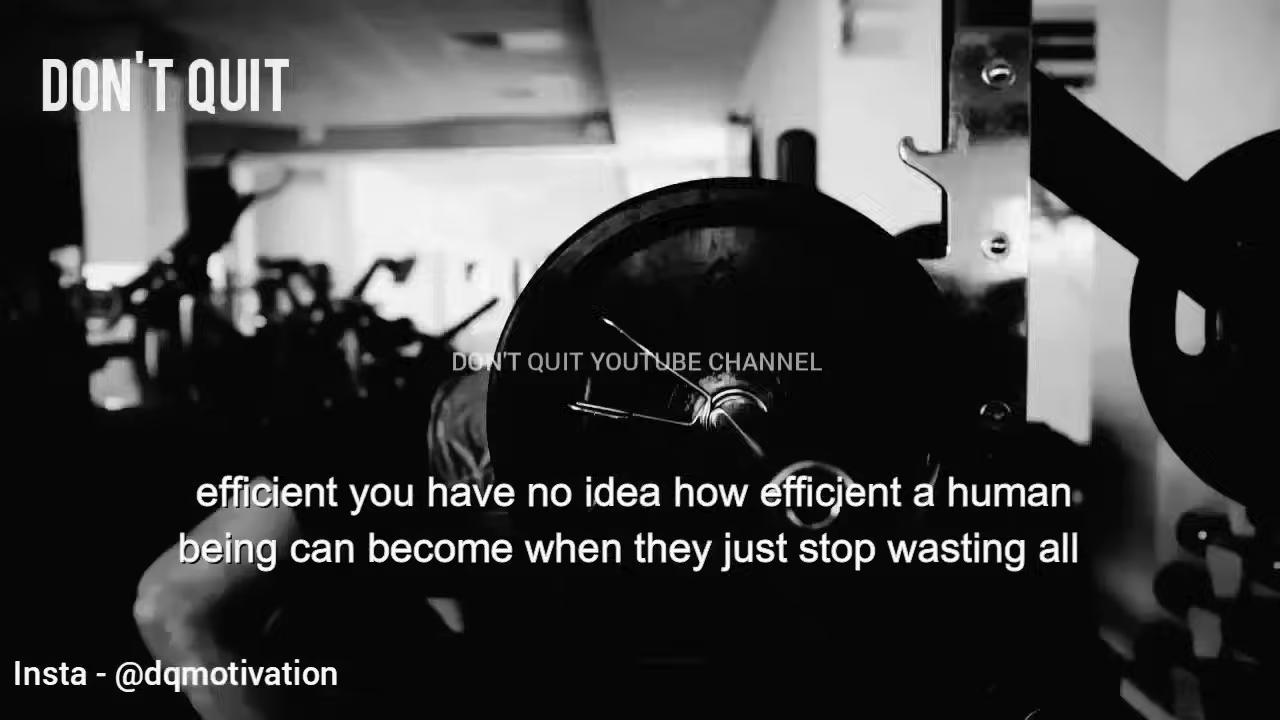 DON'T QUIT
DON'T QUIT YOUTUBE CHANNEL
efficient you have no idea how efficient a human
being can become when they just stop wasting all
Insta - @dqmotivation